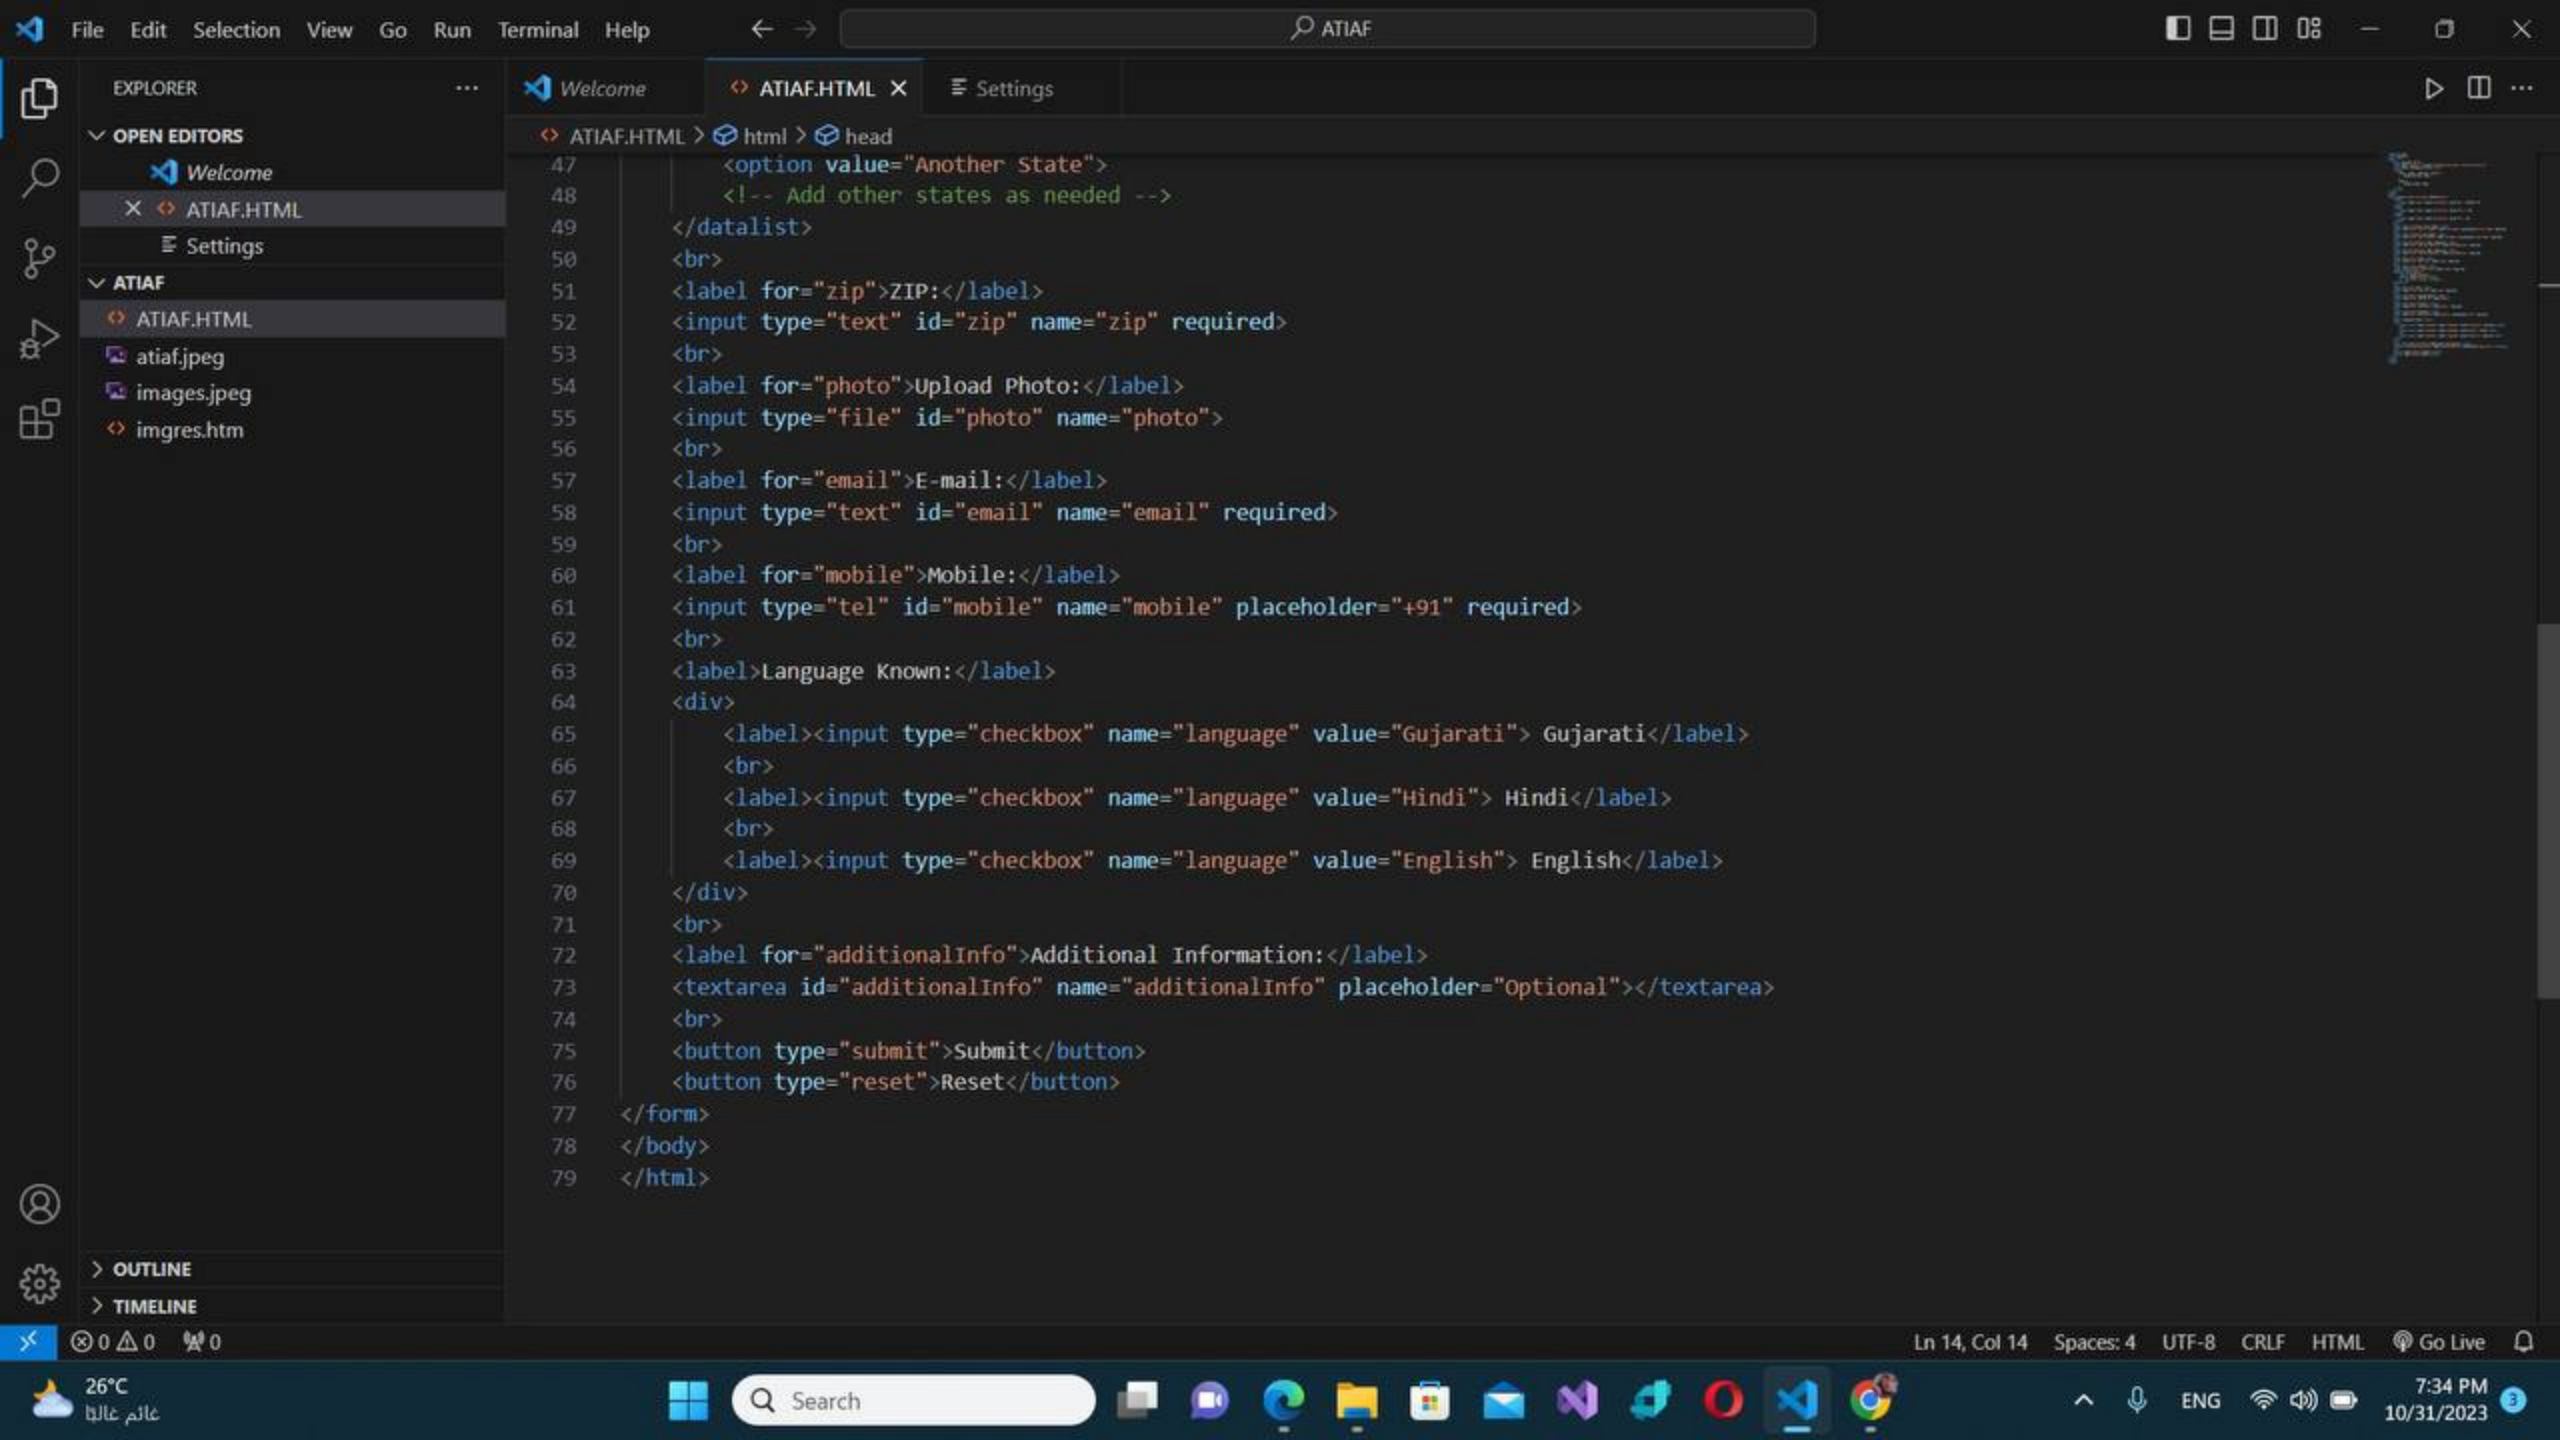 File Edit Selection View Go Run Terminal Help
ATIAF
EXPLORER
OPEN EDITORS
Welcome
ATIAF.HTML
Settings
ATIAF
ATIAF.HTML
atiaf.jpeg
images.jpeg
imgres.htm
OUTLINE
TIMELINE
Welcome ATIAF.HTML Settings
ATIAF.HTML > html > head
47 <option value="Another State">
48 <!-- Add other states as needed -->
49 </datalist>
50 <br>
51 <label for="zip">ZIP:</label>
52 <input type="text" id="zip" name="zip" required>
53 <br>
54 <label for="photo">Upload Photo:</label>
55 <input type="file" id="photo" name="photo">
56 <br>
57 <label for="email">E-mail:</label>
58 <input type="text" id="email" name="email" required>
59 <br>
60 <label for="mobile">Mobile:</label>
61 <input type="tel" id="mobile" name="mobile" placeholder="+91" required>
62 <br>
63 <label>Language Known:</label>
64 <div>
65 <label><input type="checkbox" name="language" value="Gujarati"> Gujarati</label>
66 <br>
67 <label><input type="checkbox" name="language" value="Hindi"> Hindi</label>
68 <br>
69 <label><input type="checkbox" name="language" value="English"> English</label>
70 </div>
71 <br>
72 <label for="additionalInfo">Additional Information:</label>
73 <textarea id="additionalInfo" name="additionalInfo" placeholder="Optional"></textarea>
74 <br>
75 <button type="submit">Submit</button>
76 <button type="reset">Reset</button>
77 </form>
78 </body>
79 </html>
0 0 0
Ln 14, Col 14 Spaces: 4 UTF-8 CRLF HTML Go Live
26°C
غائم غالبًا
Search
ENG
7:34 PM
10/31/2023
3